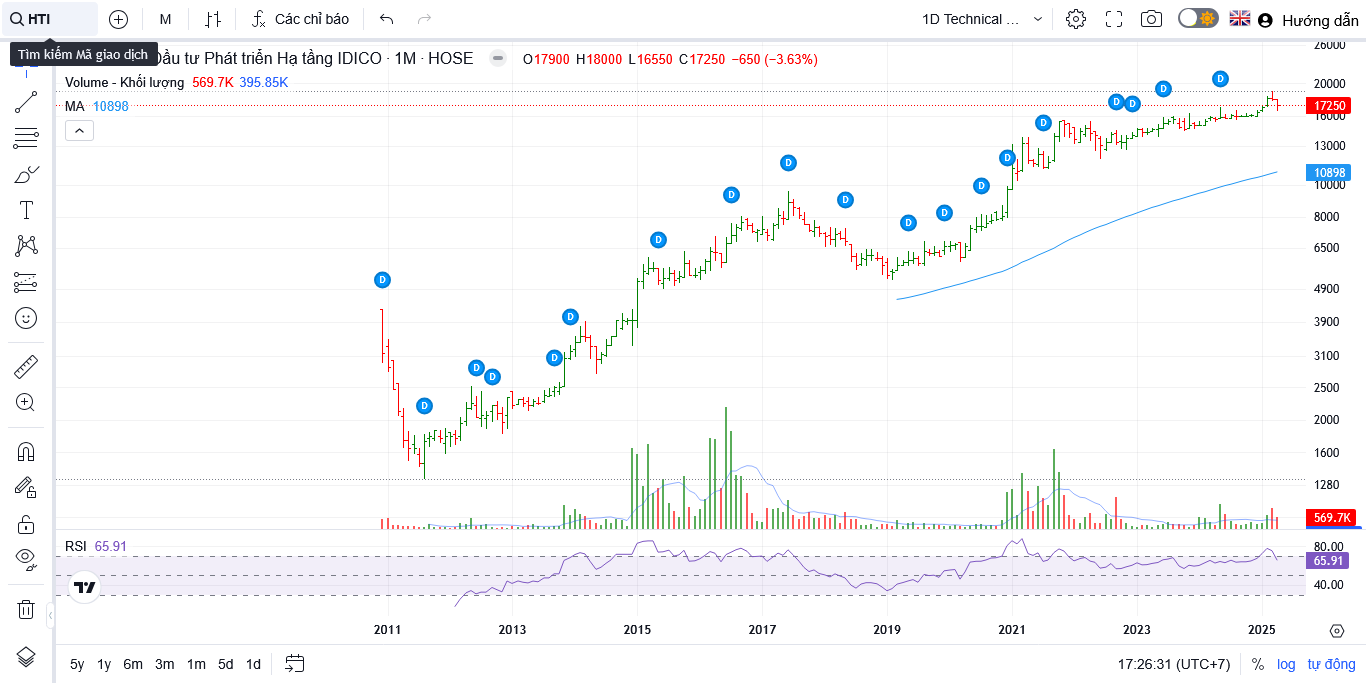 HTI
M
Các chỉ báo
1D Technical ...
Hướng dẫn
Tìm kiếm Mã giao dịch
Đầu tư Phát triển Hạ tầng IDICO · 1M · HOSE
O17900 H18000 L16550 C17250 −650 (−3.63%)
Volume - Khối lượng 569.7K 395.85K
MA 10898
26000
20000
17250
16000
13000
10898
10000
8000
6500
4900
3900
3100
2500
2000
1600
1280
569.7K
D D D D D D D D D D D D D D D D D D D
RSI 65.91
80.00
65.91
40.00
2011 2013 2015 2017 2019 2021 2023 2025
5y 1y 6m 3m 1m 5d 1d
17:26:31 (UTC+7) % log tự động